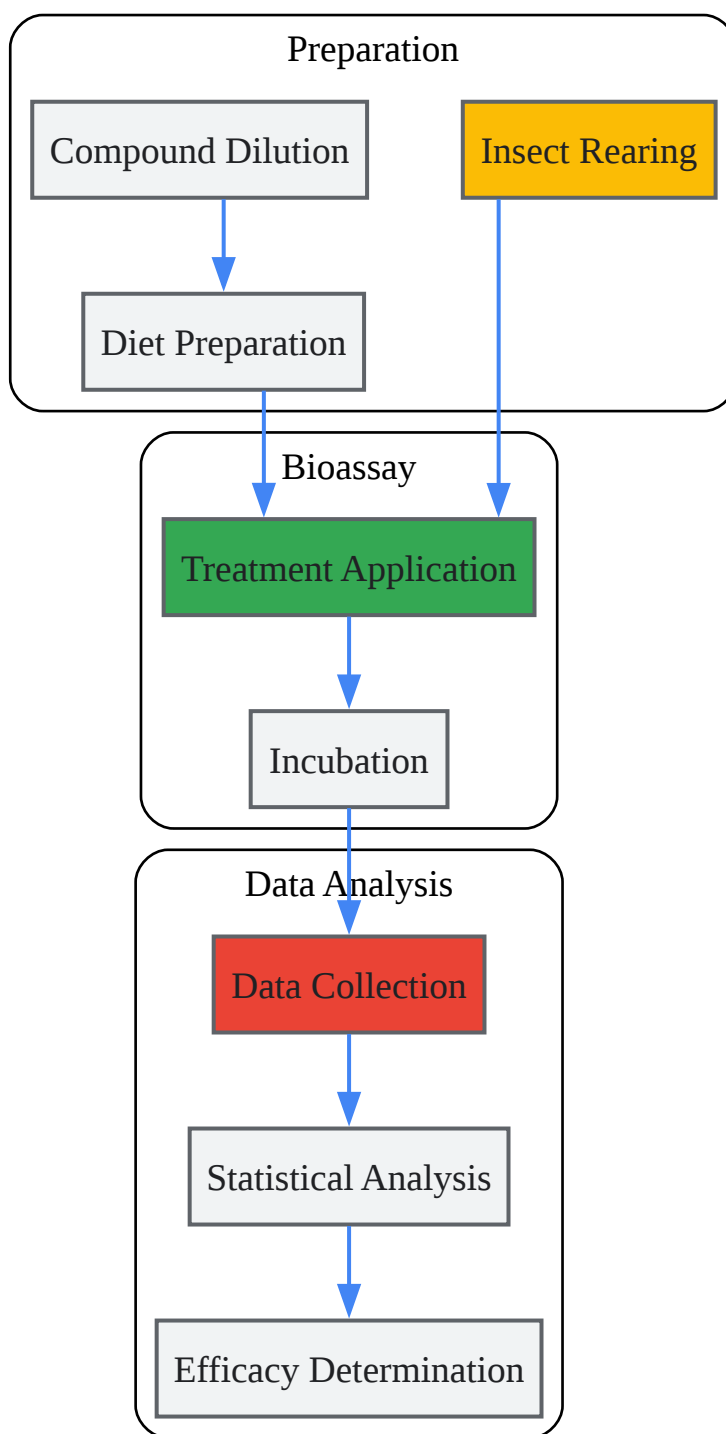 Preparation
Compound Dilution
Insect Rearing
Diet Preparation
Bioassay
Treatment Application
Incubation
Data Analysis
Data Collection
Statistical Analysis
Efficacy Determination